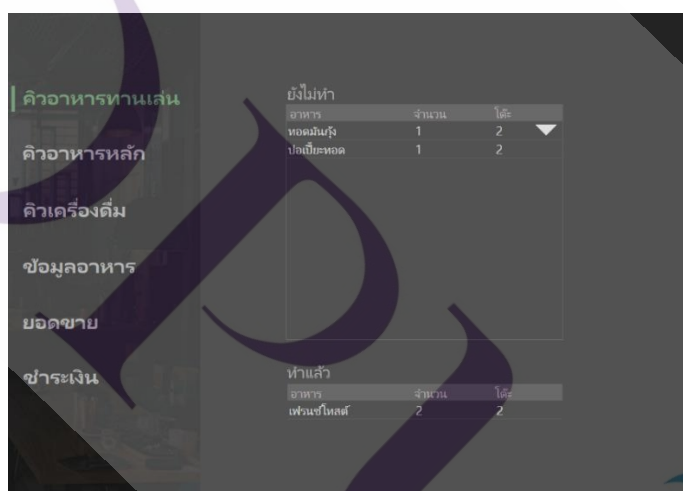 คิวอาหารทานเล่น
คิวอาหารหลัก
คิวเครื่องดื่ม
ข้อมูลอาหาร
ยอดขาย
ชำระเงิน
ยังไม่ทำ
อาหาร จำนวน โต๊ะ
ทอดมันกุ้ง 1 2
ปอเปี๊ยะทอด 1 2
ทำแล้ว
อาหาร จำนวน โต๊ะ
เฟรนช์โทสต์ 2 2